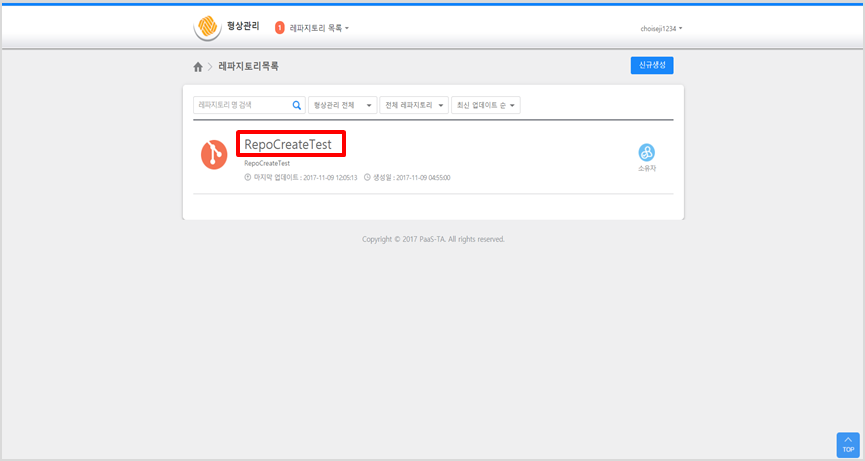 형상관리
1 레파지토리 목록
choiseji1234
레파지토리목록
신규생성
레파지토리 명 검색
형상관리 전체
전체 레파지토리
최신 업데이트 순
RepoCreateTest
RepoCreateTest
마지막 업데이트 : 2017-11-09 12:05:13 생성일 : 2017-11-09 04:55:00
소유자
Copyright © 2017 PaaS-TA. All rights reserved.
TOP